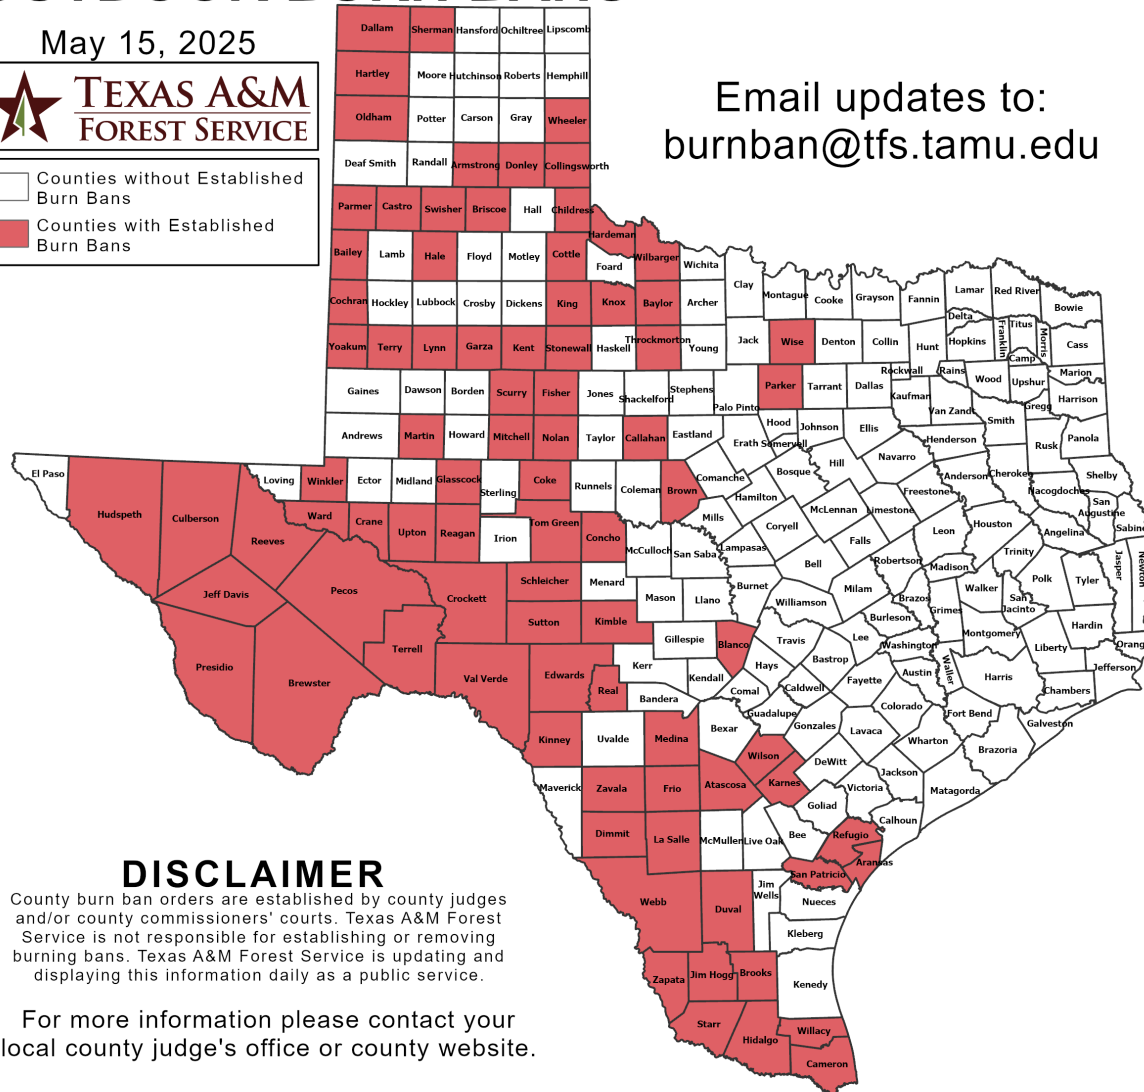 May 15, 2025
TEXAS A&M
FOREST SERVICE
Counties without Established
Burn Bans
Counties with Established
Burn Bans
Email updates to:
burnban@tfs.tamu.edu
Dallam Sherman Hansford Ochiltree Lipscomb
Hartley Moore Hutchinson Roberts Hemphill
Oldham Potter Carson Gray Wheeler
Deaf Smith Randall Armstrong Donley Collingsworth
Parmer Castro Swisher Briscoe Hall Childress
Hardeman
Bailey Lamb Hale Floyd Motley Cottle Foard Wilbarger Wichita
Clay Montague Cooke Grayson Fannin Lamar Red River Bowie
Cochran Hockley Lubbock Crosby Dickens King Knox Baylor Archer
Delta Titus Franklin Morris
Yoakum Terry Lynn Garza Kent Stonewall Haskell Throckmorton Young Jack Wise Denton Collin Hunt Hopkins Camp Cass
Rockwall Rains Wood Upshur Marion
Gaines Dawson Borden Scurry Fisher Jones Shackelford Stephens Palo Pinto Parker Tarrant Dallas Kaufman Van Zandt Gregg Harrison
Andrews Martin Howard Mitchell Nolan Taylor Callahan Eastland Erath Hood Somervell Johnson Ellis Henderson Smith Rusk Panola
El Paso Loving Winkler Ector Midland Glasscock Sterling Coke Runnels Coleman Brown Comanche Bosque Hill Navarro Anderson Cherokee Shelby
Hamilton Freestone Nacogdoches San
Augustine
Hudspeth Culberson Reeves Ward Crane Upton Reagan Irion Tom Green Concho McCulloch San Saba Mills Lampasas Coryell McLennan Limestone Falls Leon Houston Angelina Sabine
Jeff Davis Pecos Crockett Schleicher Menard Mason Llano Burnet Bell Milam Robertson Madison Trinity Polk Tyler Jasper Newton
Terrell Sutton Kimble Williamson Brazos Burleson Grimes Walker San
Jacinto
Hardin
Presidio Brewster Val Verde Edwards Real Gillespie Kerr Kendall Bandera Blanco Hays Travis Bastrop Lee Washington Montgomery Liberty Orang
Comal Caldwell Fayette Austin Waller Harris Chambers Jefferson
Kinney Uvalde Medina Bexar Guadalupe Gonzales Lavaca Colorado Fort Bend Galveston
Wilson DeWitt Wharton Brazoria
Maverick Zavala Frio Atascosa Karnes Victoria Jackson Matagorda
Goliad Calhoun
Dimmit La Salle McMullen Live Oak Bee Refugio Aransas
San Patricio
Webb Duval Jim
Wells
Nueces
Kleberg
Zapata Jim Hogg Brooks Kenedy
Starr Hidalgo Willacy
Cameron
DISCLAIMER
County burn ban orders are established by county judges
and/or county commissioners' courts. Texas A&M Forest
Service is not responsible for establishing or removing
burning bans. Texas A&M Forest Service is updating and
displaying this information daily as a public service.
For more information please contact your
local county judge's office or county website.